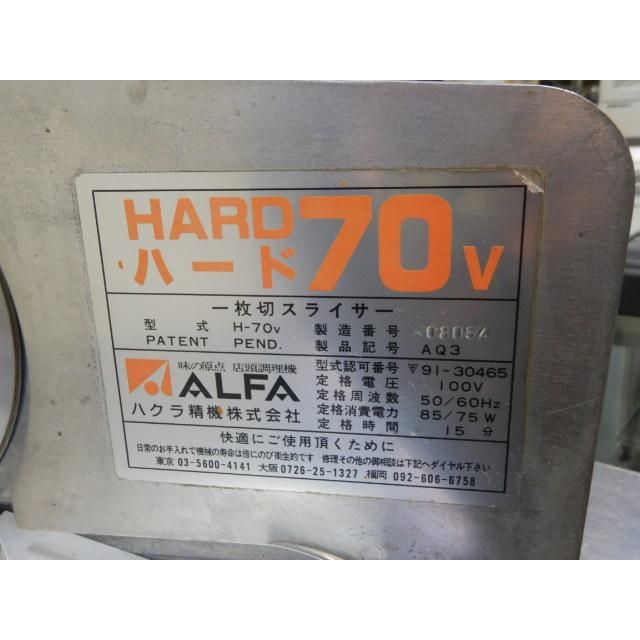 HARD
ハード 70V
一枚切スライサー
型式 H-70v 製造番号 08054
PATENT PEND. 製品記号 AQ3
味の原点 店頭調理機
ALFA
ハクラ精機株式会社
型式認可番号 〒91-30465
定格電圧 100V
定格周波数 50/60Hz
定格消費電力 85/75W
定格時間 15分
快適にご使用頂くために
日常のお手入れで機械の寿命は倍にのび衛生的です 修理その他の御相談は下記へダイヤル下さい
東京 03-5600-4141 大阪 0726-25-1327 福岡 092-606-6758